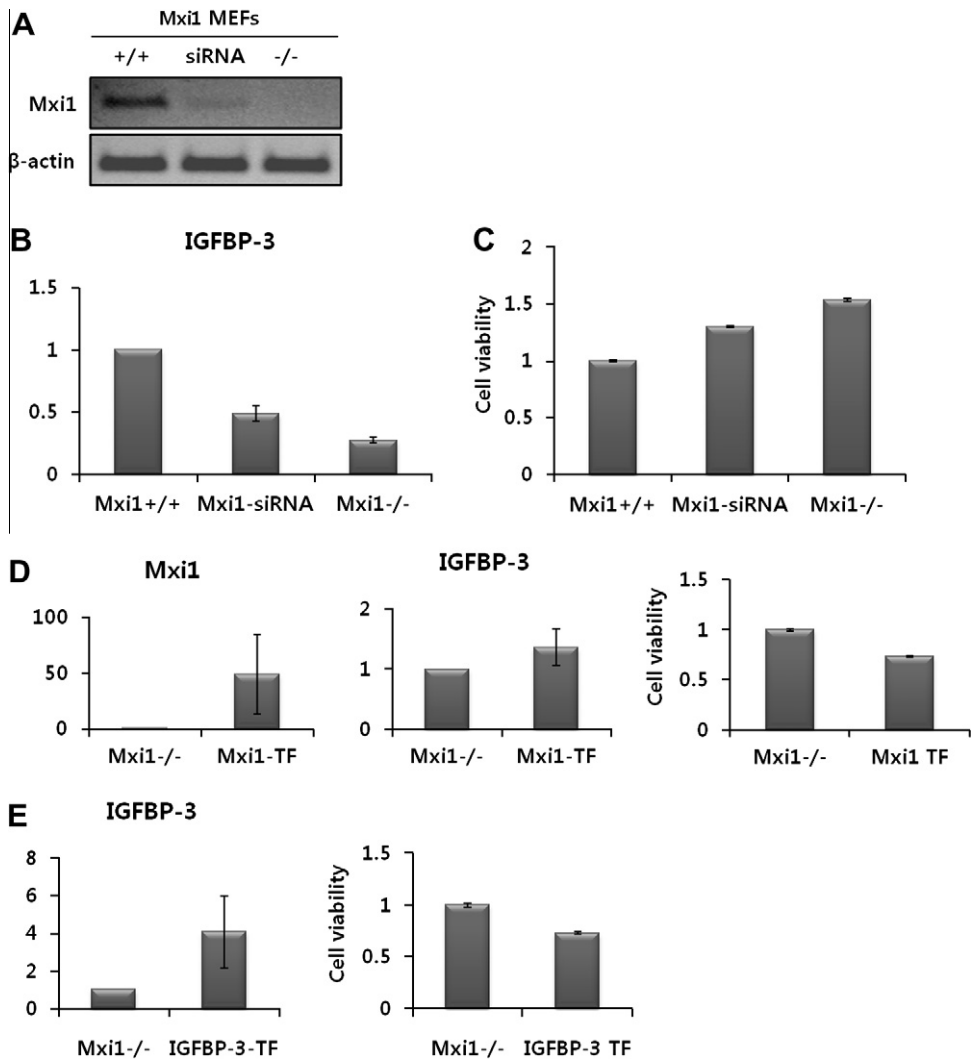 A
Mxi1 MEFs
+/+ siRNA -/-
Mxi1
β-actin
B
IGFBP-3
1.5
1
0.5
0
Mxi1+/+ Mxi1-siRNA Mxi1-/-
C
Cell viability
2
1.5
1
0.5
0
Mxi1+/+ Mxi1-siRNA Mxi1-/-
D
Mxi1
100
50
0
Mxi1-/- Mxi1-TF
IGFBP-3
2
1
0
Mxi1-/- Mxi1-TF
Cell viability
1.5
1
0.5
0
Mxi1-/- Mxi1 TF
E
IGFBP-3
8
6
4
2
0
Mxi1-/- IGFBP-3-TF
Cell viability
1.5
1
0.5
0
Mxi1-/- IGFBP-3 TF